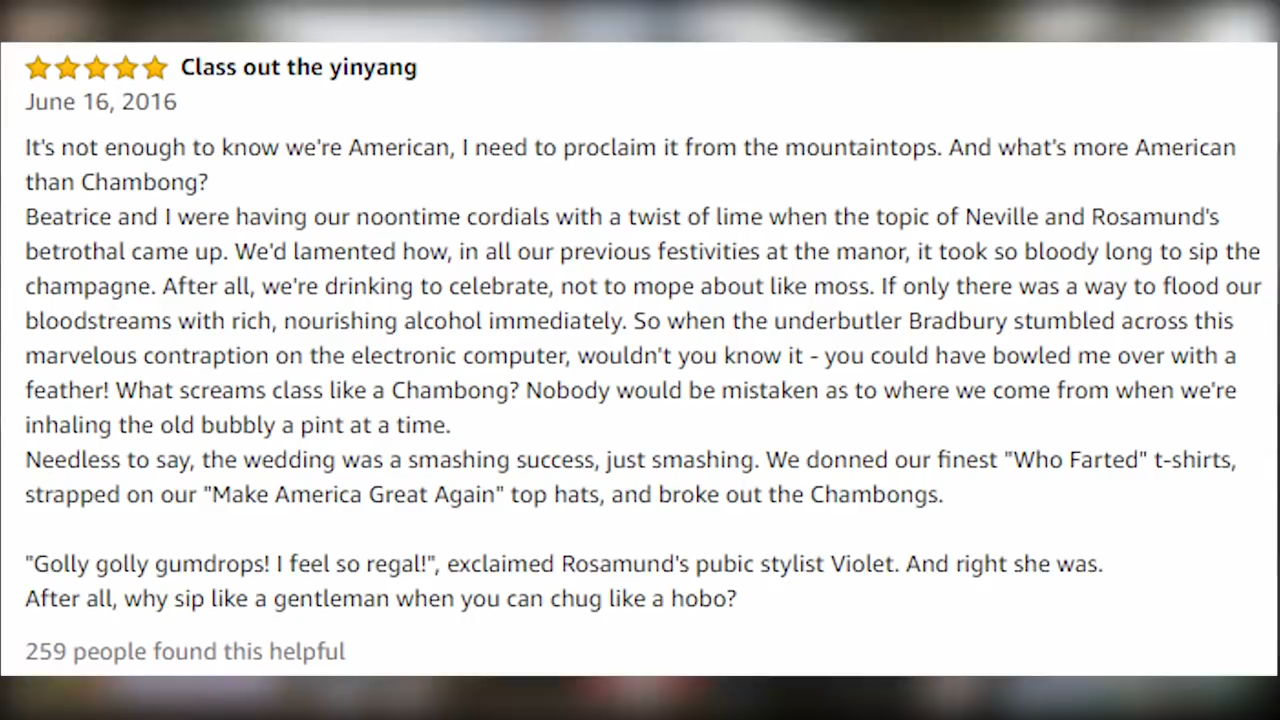 Class out the yinyang
June 16, 2016
It's not enough to know we're American, I need to proclaim it from the mountaintops. And what's more American
than Chambong?
Beatrice and I were having our noontime cordials with a twist of lime when the topic of Neville and Rosamund's
betrothal came up. We'd lamented how, in all our previous festivities at the manor, it took so bloody long to sip the
champagne. After all, we're drinking to celebrate, not to mope about like moss. If only there was a way to flood our
bloodstreams with rich, nourishing alcohol immediately. So when the underbutler Bradbury stumbled across this
marvelous contraption on the electronic computer, wouldn't you know it - you could have bowled me over with a
feather! What screams class like a Chambong? Nobody would be mistaken as to where we come from when we're
inhaling the old bubbly a pint at a time.
Needless to say, the wedding was a smashing success, just smashing. We donned our finest "Who Farted" t-shirts,
strapped on our "Make America Great Again" top hats, and broke out the Chambongs.
"Golly golly gumdrops! I feel so regal!", exclaimed Rosamund's pubic stylist Violet. And right she was.
After all, why sip like a gentleman when you can chug like a hobo?
259 people found this helpful